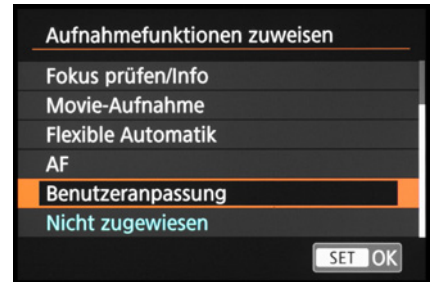 Aufnahmefunktionen zuweisen
Fokus prüfen/Info
Movie-Aufnahme
Flexible Automatik
AF
Benutzeranpassung
Nicht zugewiesen
SET OK